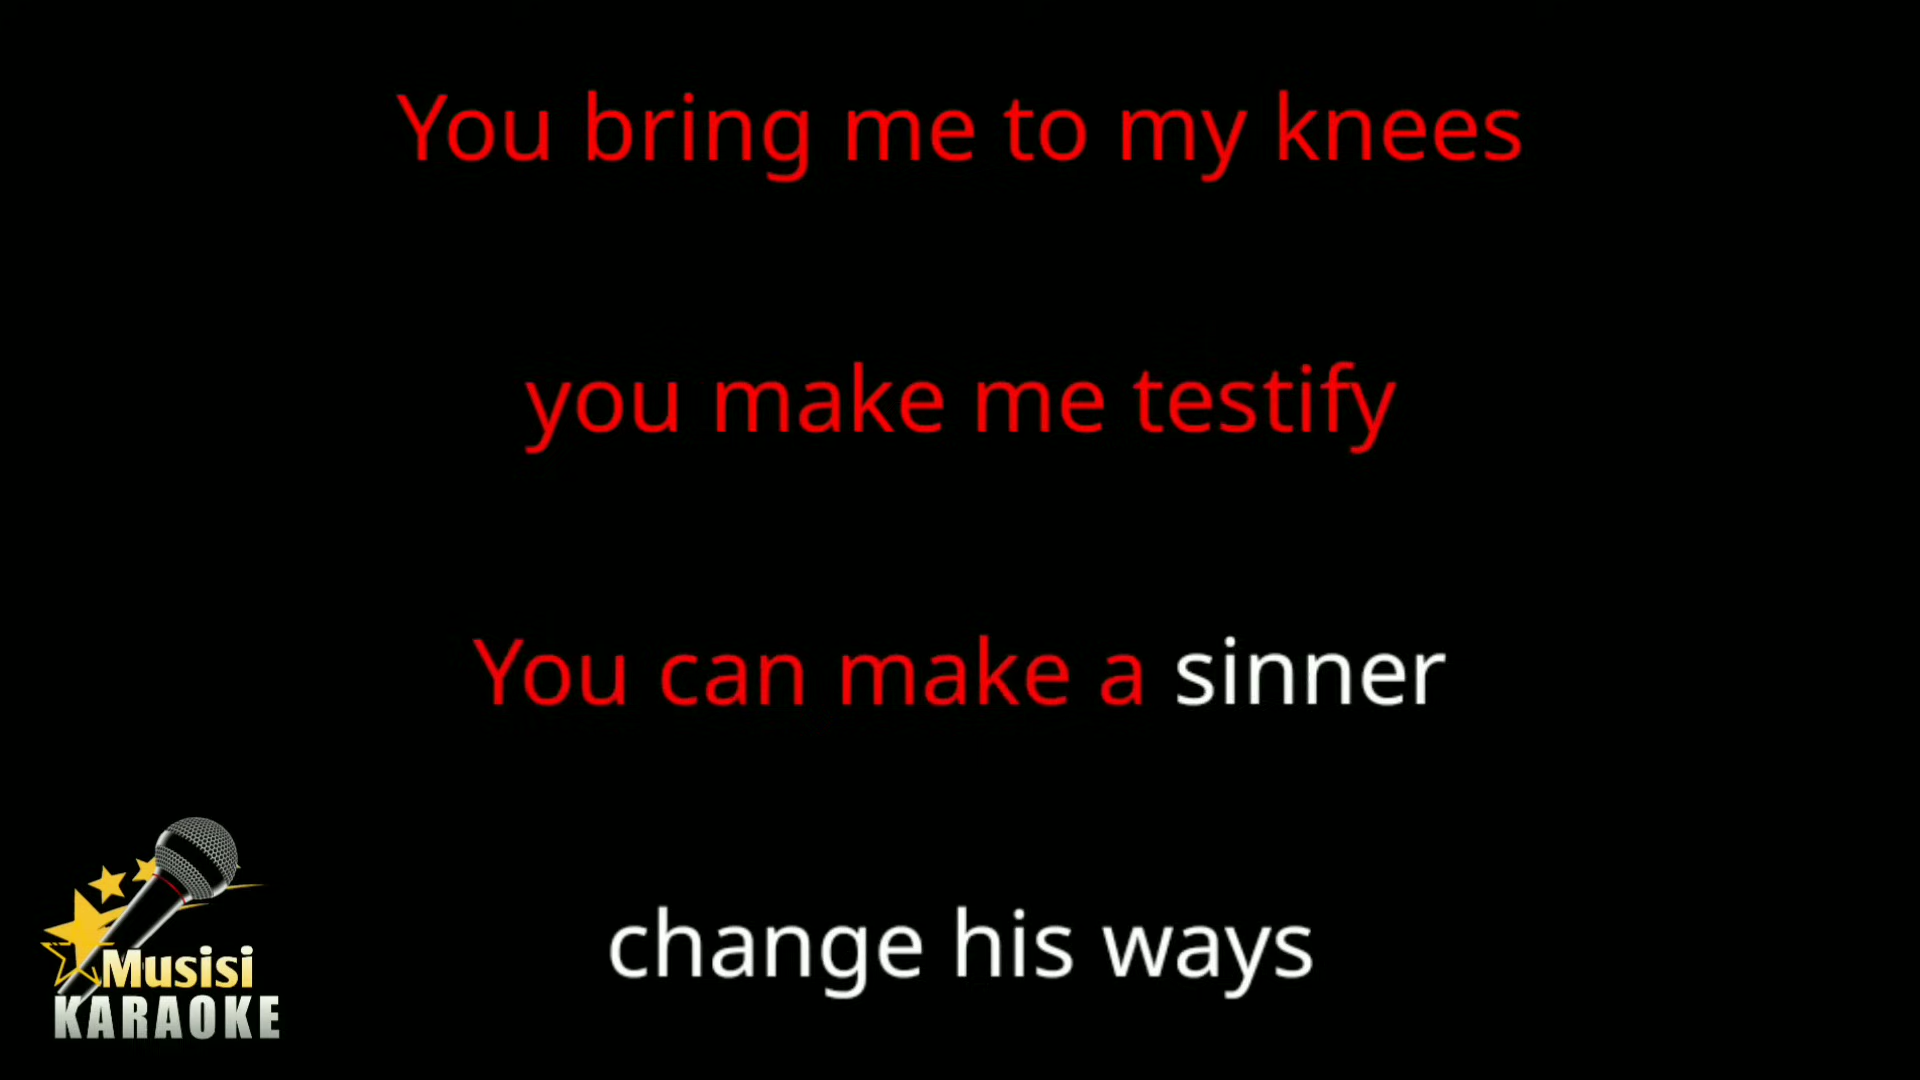 You bring me to my knees
you make me testify
You can make a sinner
change his ways
Musisi
KARAOKE